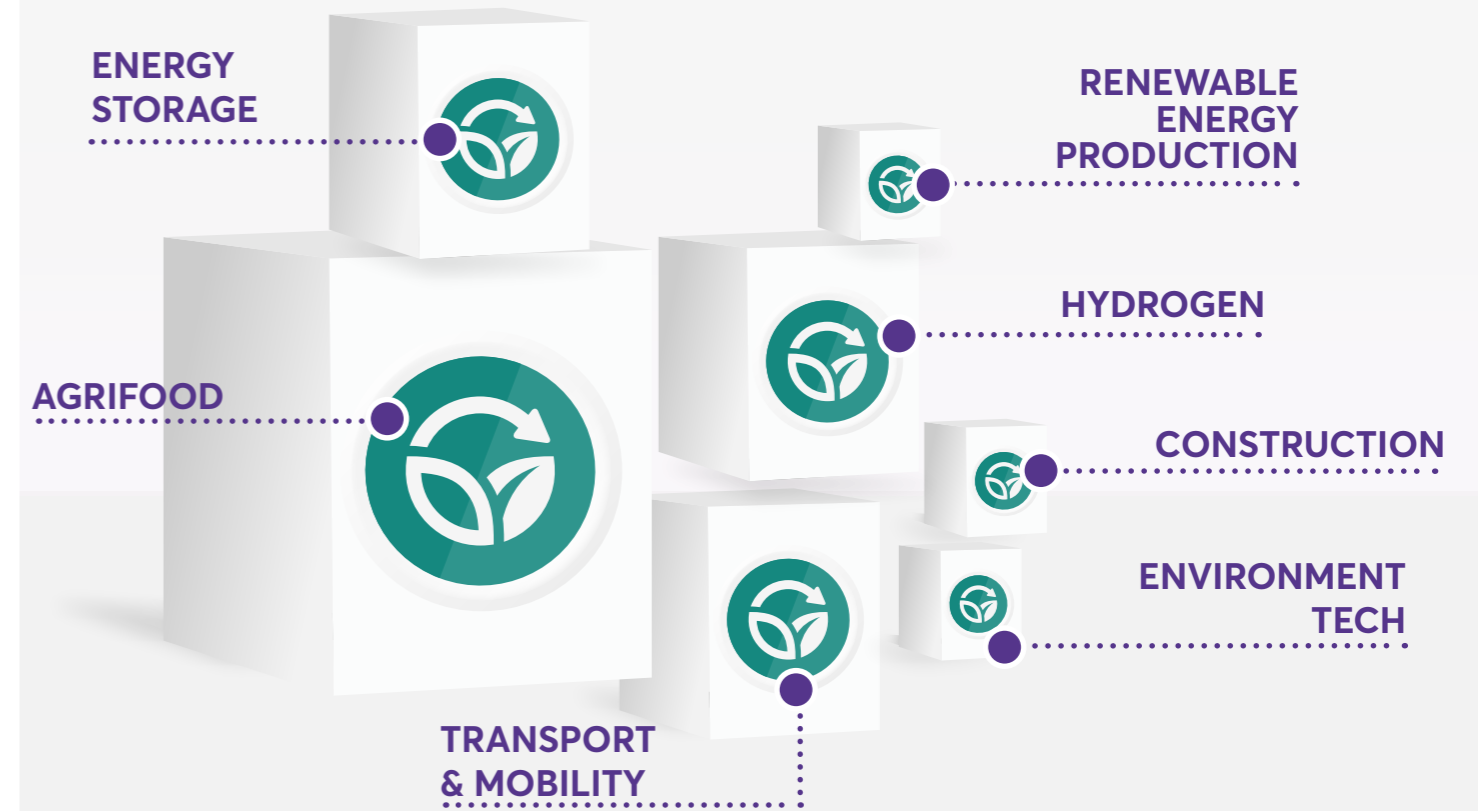 ENERGY
STORAGE
RENEWABLE
ENERGY
PRODUCTION
HYDROGEN
AGRIFOOD
CONSTRUCTION
ENVIRONMENT
TECH
TRANSPORT
& MOBILITY